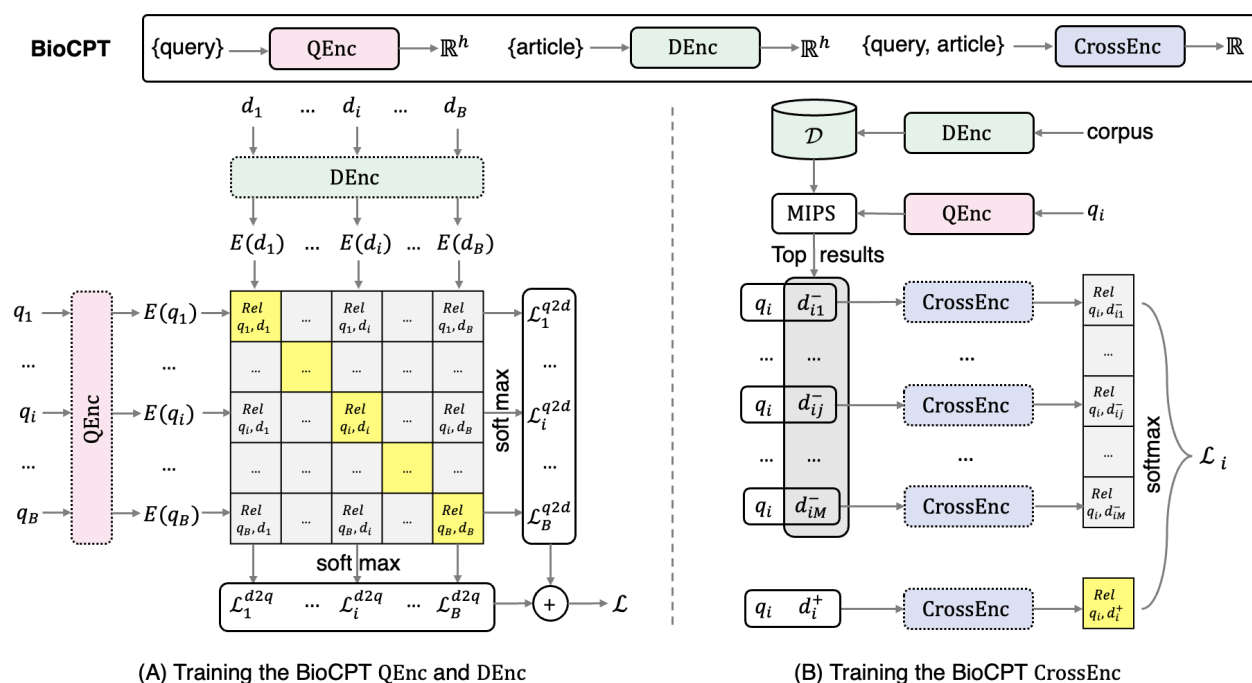 BioCPT {query} QEnc ℝ^h {article} DEnc ℝ^h {query, article} CrossEnc ℝ
d_1 ... d_i ... d_B
DEnc
E(d_1) ... E(d_i) ... E(d_B)
q_1 E(q_1) Rel q_1,d_1 ... Rel q_1,d_i ... Rel q_1,d_B ℒ_1^{q2d}
... ... ... ... ... ... ... ...
q_i E(q_i) Rel q_i,d_1 ... Rel q_i,d_i ... Rel q_i,d_B ℒ_i^{q2d}
... ... ... ... ... ... ...
q_B E(q_B) Rel q_B,d_1 ... Rel q_B,d_i ... Rel q_B,d_B ℒ_B^{q2d}
QEnc
soft max
soft max
ℒ_1^{d2q} ... ℒ_i^{d2q} ... ℒ_B^{d2q} + ℒ
(A) Training the BioCPT QEnc and DEnc
𝒟 DEnc corpus
MIPS QEnc q_i
Top results
q_i d_{i1}^- CrossEnc Rel q_i,d_{i1}^-
... ... ... ...
q_i d_{ij}^- CrossEnc Rel q_i,d_{ij}^-
... ... ... ...
q_i d_{iM}^- CrossEnc Rel q_i,d_{iM}^-
softmax
ℒ_i
q_i d_i^+ CrossEnc Rel q_i,d_i^+
(B) Training the BioCPT CrossEnc